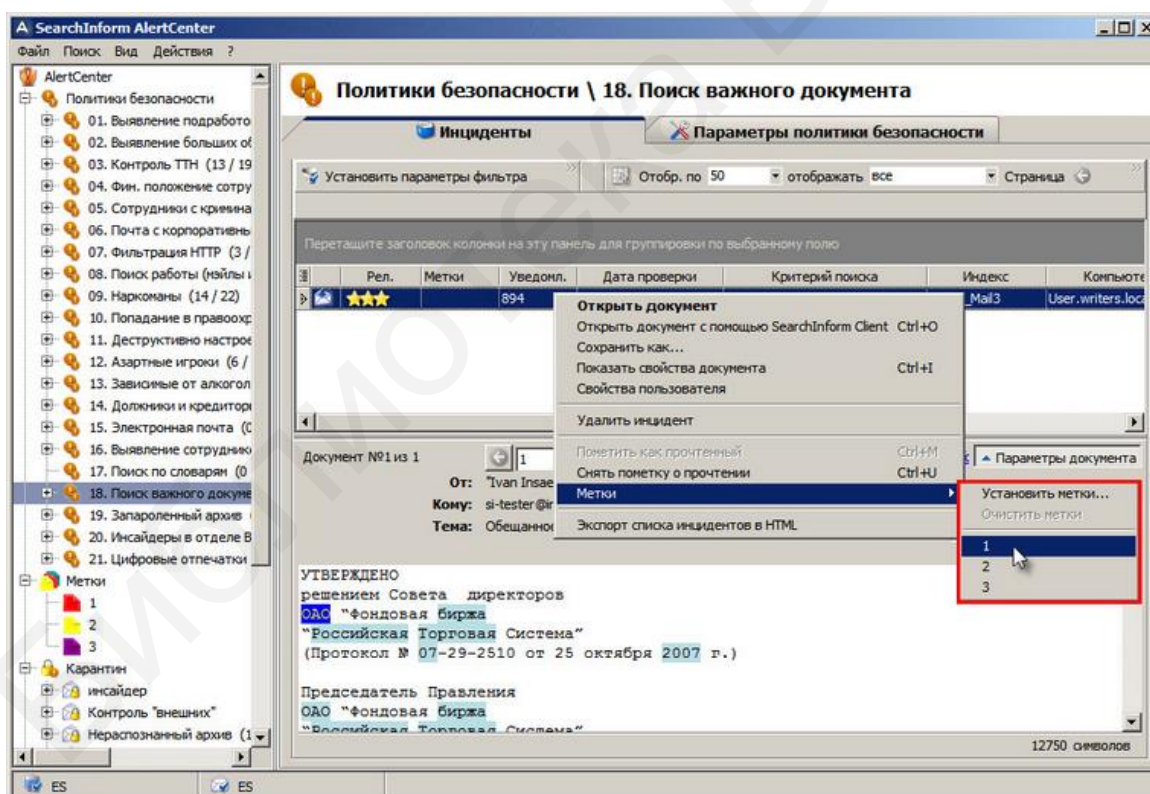 SearchInform AlertCenter
Файл Поиск Вид Действия ?
AlertCenter
Политики безопасности
01. Выявление подработо
02. Выявление больших об
03. Контроль ТТН (13 / 19
04. Фин. положение сотру
05. Сотрудники с кримина
06. Почта с корпоративны
07. Фильтрация HTTP (3 /
08. Поиск работы (мэйлы и
09. Наркоманы (14 / 22)
10. Попадание в правоохр
11. Деструктивно настрое
12. Азартные игроки (6 /
13. Зависимые от алкогол
14. Должники и кредитор
15. Электронная почта (0
16. Выявление сотруднико
17. Поиск по словарям (0
18. Поиск важного докуме
19. Запароленный архив
20. Инсайдеры в отделе В
21. Цифровые отпечатки
Метки
1
2
3
Карантин
инсайдер
Контроль "внешних"
Нераспознанный архив (1
Политики безопасности \ 18. Поиск важного документа
Инциденты Параметры политики безопасности
Установить параметры фильтра Отобр. по 50 отображать все Страница
Перетащите заголовок колонки на эту панель для группировки по выбранному полю
Рел. Метки Уведомл. Дата проверки Критерий поиска Индекс Компьюте
894 _Mail3 User.writers.loca
Открыть документ
Открыть документ с помощью SearchInform Client Ctrl+O
Сохранить как...
Показать свойства документа Ctrl+I
Свойства пользователя
Удалить инцидент
Пометить как прочтенный Ctrl+M
Снять пометку о прочтении Ctrl+U
Метки
Экспорт списка инцидентов в HTML
Установить метки...
Очистить метки
1
2
3
Документ №1 из 1 1 Параметры документа
От: "Ivan Insae
Кому: si-tester@ir
Тема: Обещанное
УТВЕРЖДЕНО
решением Совета директоров
ОАО "Фондовая биржа
"Российская Торговая Система"
(Протокол № 07-29-2510 от 25 октября 2007 г.)
Председатель Правления
ОАО "Фондовая биржа
"Российская Торговая Система"
12750 символов
ES ES
Библиотека